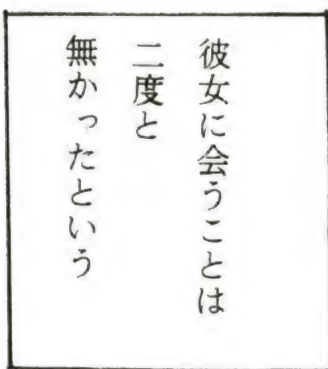 彼女に会うことは
二度と
無かったという